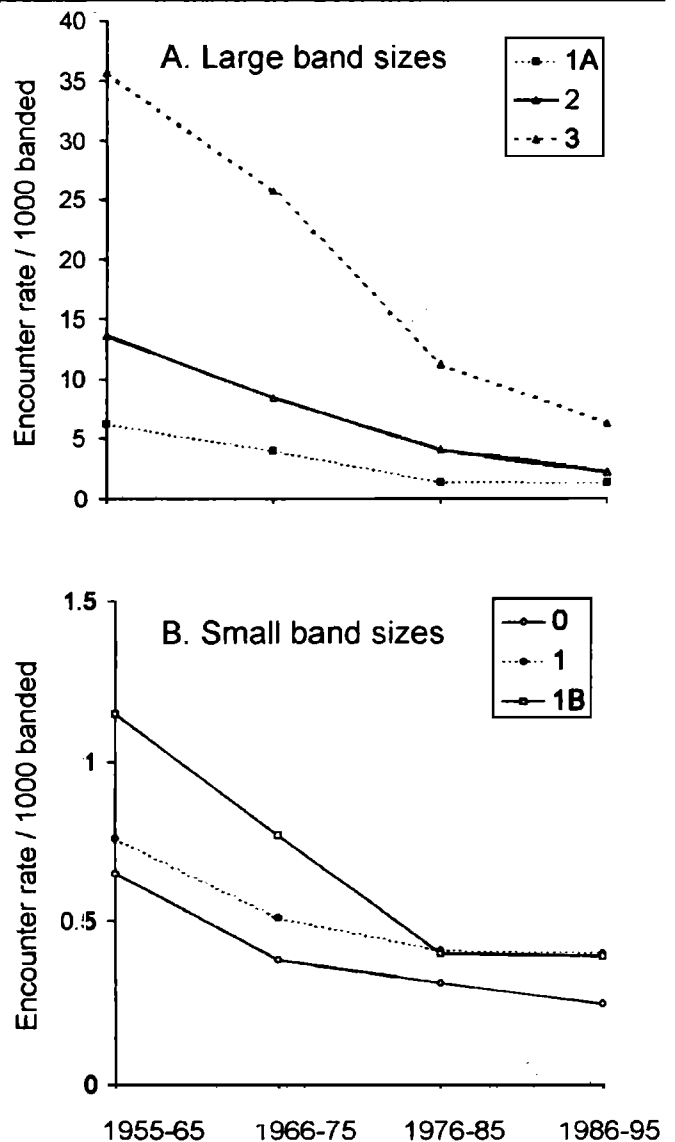 A. Large band sizes
1A
2
3
Encounter rate / 1000 banded
40
35
30
25
20
15
10
5
0
B. Small band sizes
0
1
1B
Encounter rate / 1000 banded
1.5
1
0.5
0
1955-65 1966-75 1976-85 1986-95